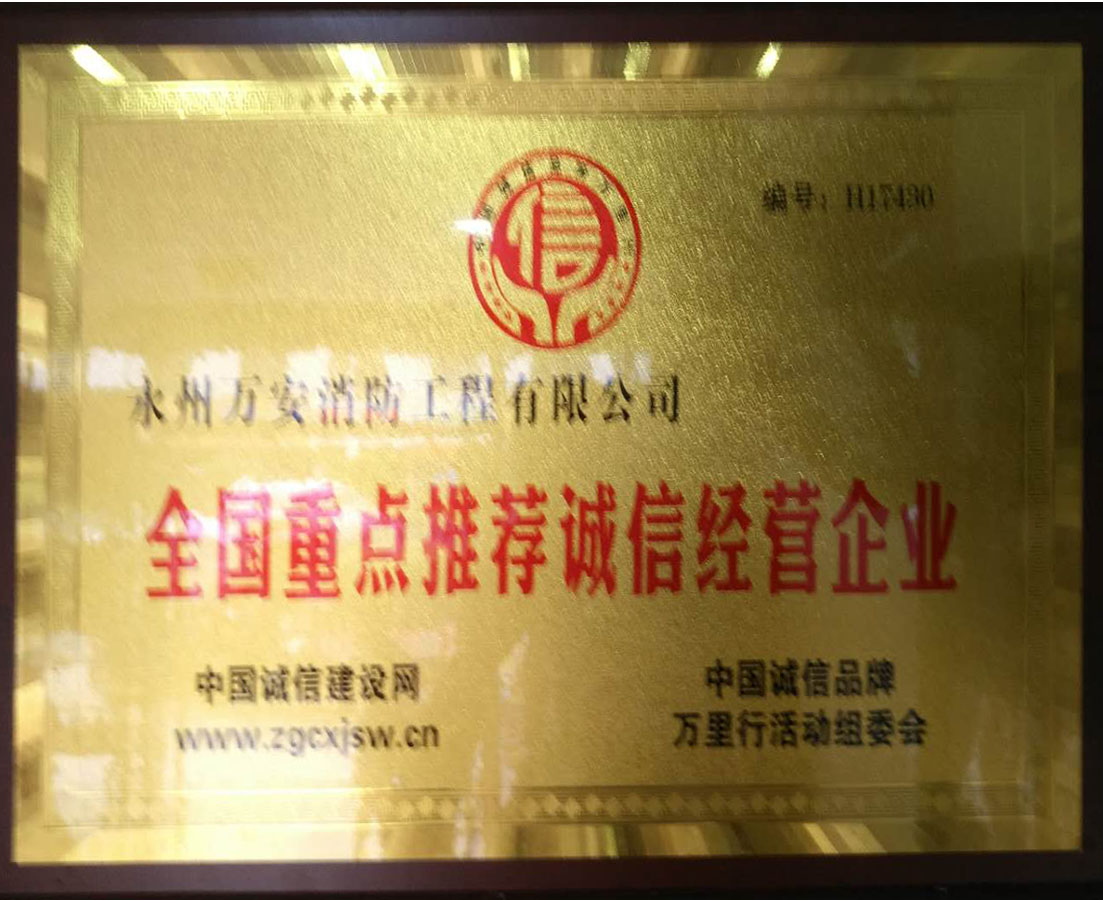 编号：H17430
信
永州万安消防工程有限公司
全国重点推荐诚信经营企业
中国诚信建设网
www.zgcxjsw.cn
中国诚信品牌
万里行活动组委会